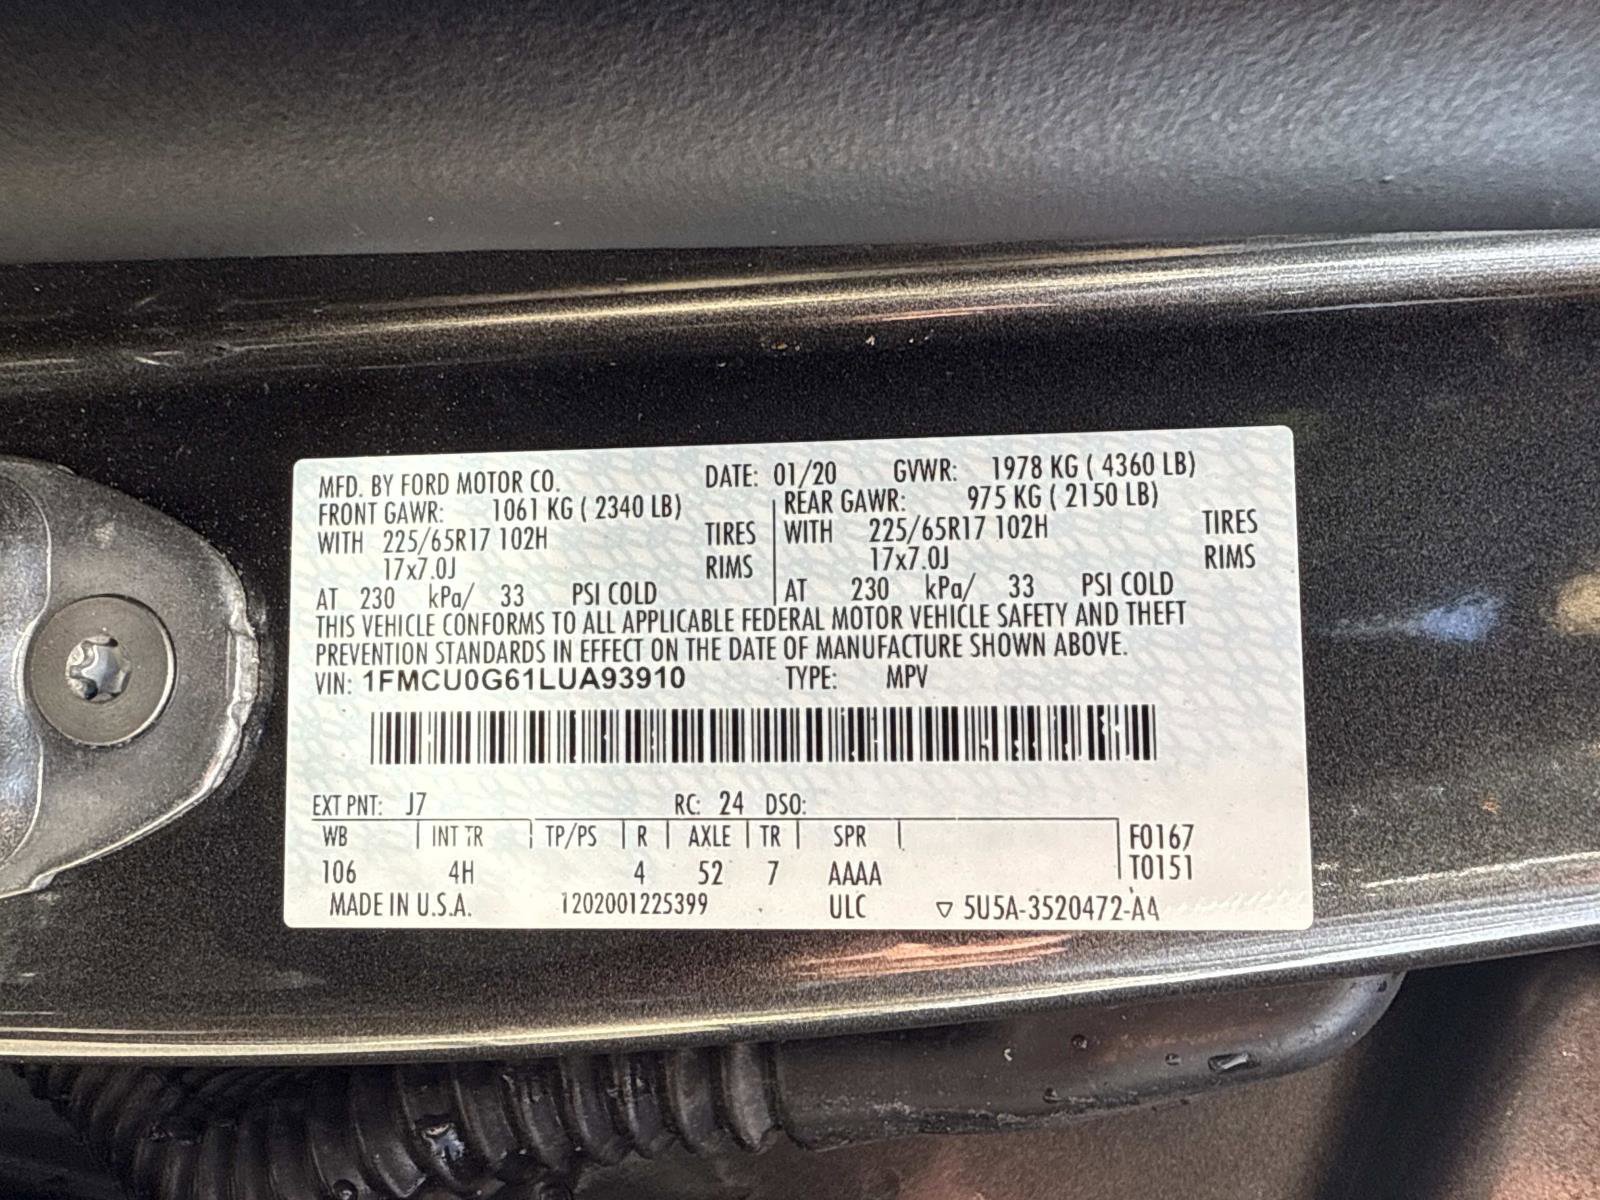 MFD. BY FORD MOTOR CO. DATE: 01/20 GVWR: 1978 KG ( 4360 LB)
FRONT GAWR: 1061 KG ( 2340 LB) REAR GAWR: 975 KG ( 2150 LB)
WITH 225/65R17 102H TIRES WITH 225/65R17 102H TIRES
17x7.0J RIMS 17x7.0J RIMS
AT 230 kPa/ 33 PSI COLD AT 230 kPa/ 33 PSI COLD
THIS VEHICLE CONFORMS TO ALL APPLICABLE FEDERAL MOTOR VEHICLE SAFETY AND THEFT
PREVENTION STANDARDS IN EFFECT ON THE DATE OF MANUFACTURE SHOWN ABOVE.
VIN: 1FMCU0G61LUA93910 TYPE: MPV
EXT PNT: J7 RC: 24 DSO:
WB INT TR TP/PS R AXLE TR SPR F0167
106 4H 4 52 7 AAAA T0151
MADE IN U.S.A. 1202001225399 ULC ▽ 5U5A-3520472-AA